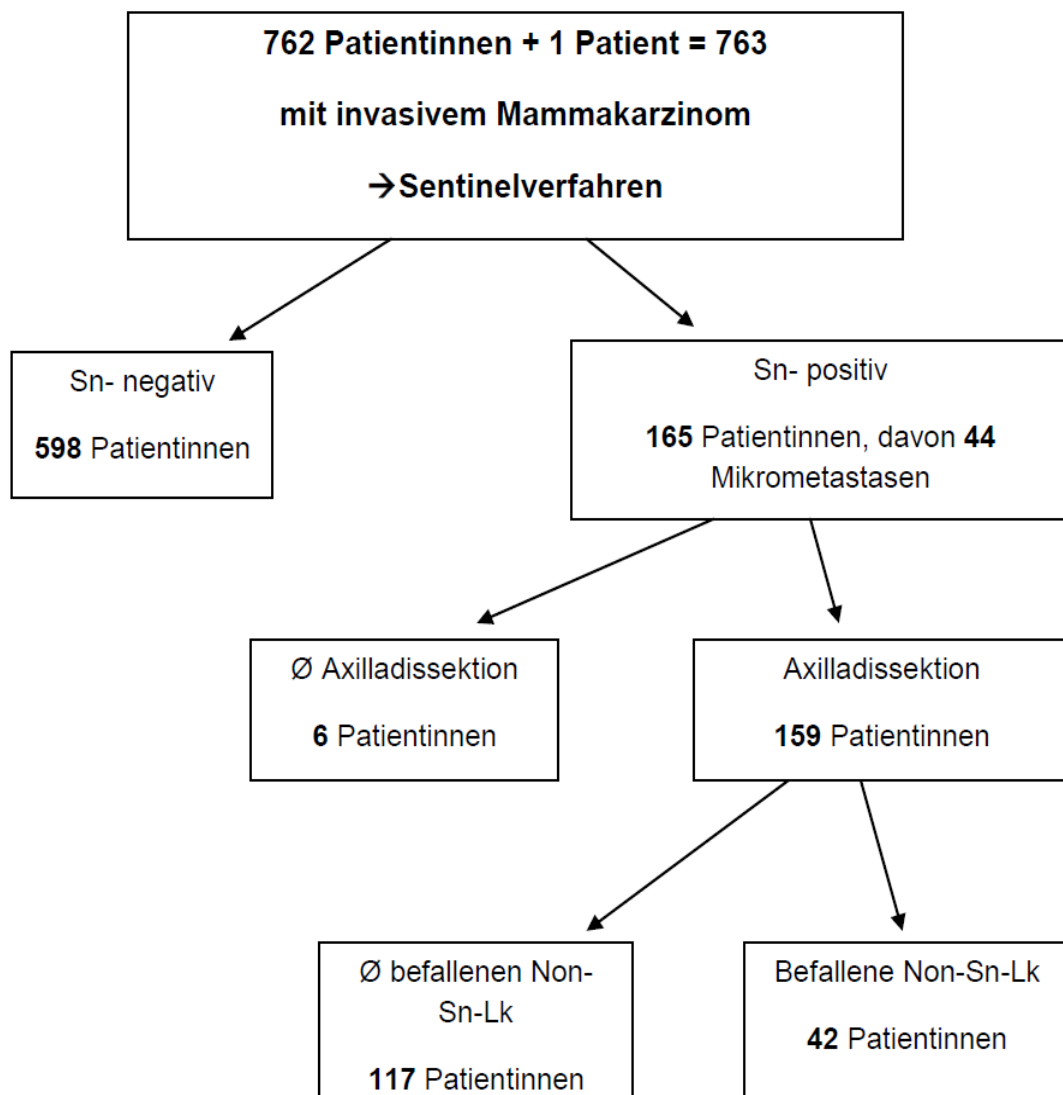 762 Patientinnen + 1 Patient = 763
mit invasivem Mammakarzinom
→Sentinelverfahren
Sn- negativ
598 Patientinnen
Sn- positiv
165 Patientinnen, davon 44
Mikrometastasen
Ø Axilladissektion
6 Patientinnen
Axilladissektion
159 Patientinnen
Ø befallenen Non-
Sn-Lk
117 Patientinnen
Befallene Non-Sn-Lk
42 Patientinnen